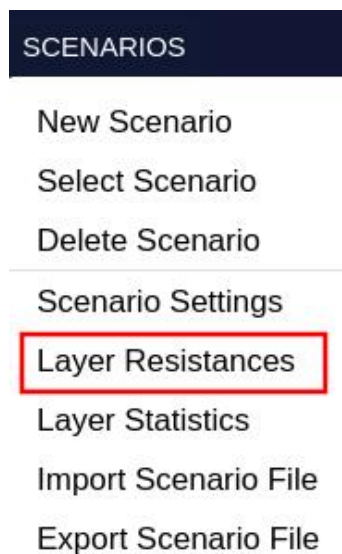 SCENARIOS
New Scenario
Select Scenario
Delete Scenario
Scenario Settings
Layer Resistances
Layer Statistics
Import Scenario File
Export Scenario File